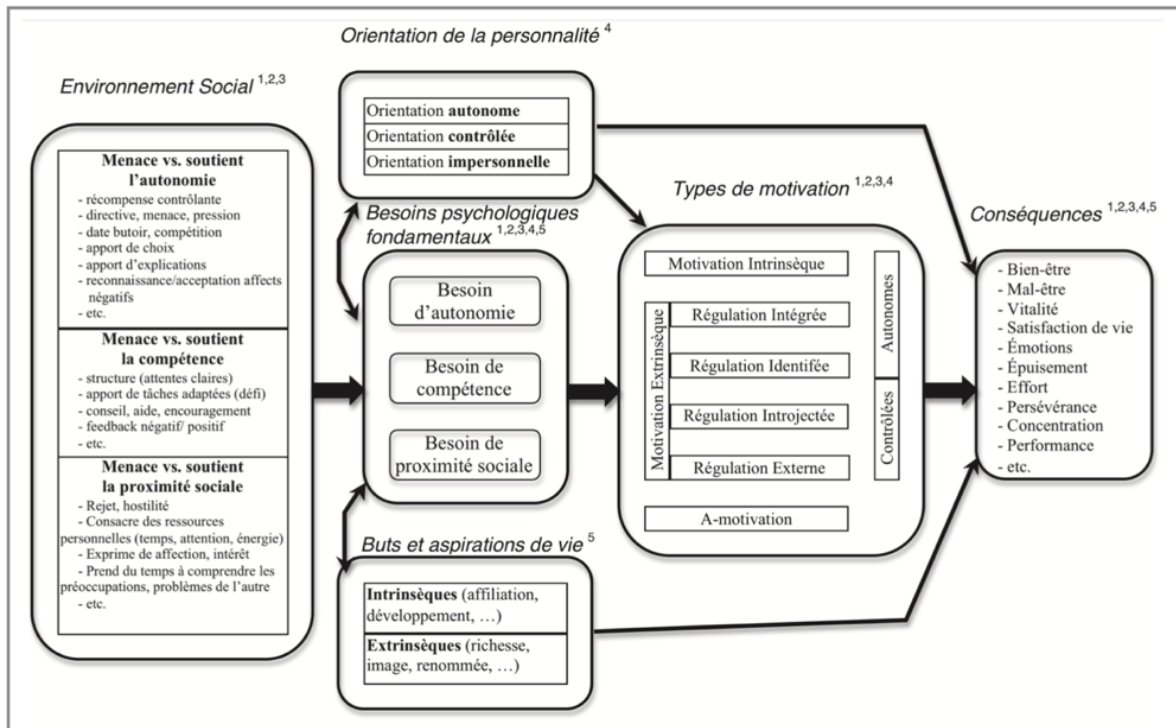 Orientation de la personnalité 4
Orientation autonome
Orientation contrôlée
Orientation impersonnelle
Environnement Social 1,2,3
Menace vs. soutient
l’autonomie
- récompense contrôlante
- directive, menace, pression
- date butoir, compétition
- apport de choix
- apport d’explications
- reconnaissance/acceptation affects
négatifs
- etc.
Menace vs. soutient
la compétence
- structure (attentes claires)
- apport de tâches adaptées (défi)
- conseil, aide, encouragement
- feedback négatif/ positif
- etc.
Menace vs. soutient
la proximité sociale
- Rejet, hostilité
- Consacre des ressources
personnelles (temps, attention, énergie)
- Exprime de affection, intérêt
- Prend du temps à comprendre les
préoccupations, problèmes de l’autre
- etc.
Besoins psychologiques
fondamentaux 1,2,3,4,5
Besoin
d’autonomie
Besoin de
compétence
Besoin de
proximité sociale
Buts et aspirations de vie 5
Intrinsèques (affiliation,
développement, …)
Extrinsèques (richesse,
image, renommée, …)
Types de motivation 1,2,3,4
Motivation Intrinsèque
Motivation Extrinsèque
Régulation Intégrée
Régulation Identifée
Régulation Introjectée
Régulation Externe
A-motivation
Autonomes
Contrôlées
Conséquences 1,2,3,4,5
- Bien-être
- Mal-être
- Vitalité
- Satisfaction de vie
- Émotions
- Épuisement
- Effort
- Persévérance
- Concentration
- Performance
- etc.